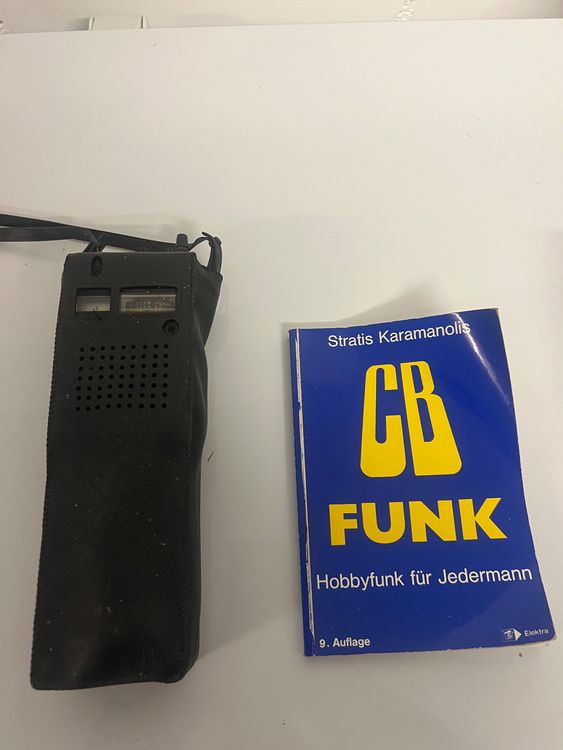 Stratis Karamanolis
CB
FUNK
Hobbyfunk für Jedermann
9. Auflage
Elektra